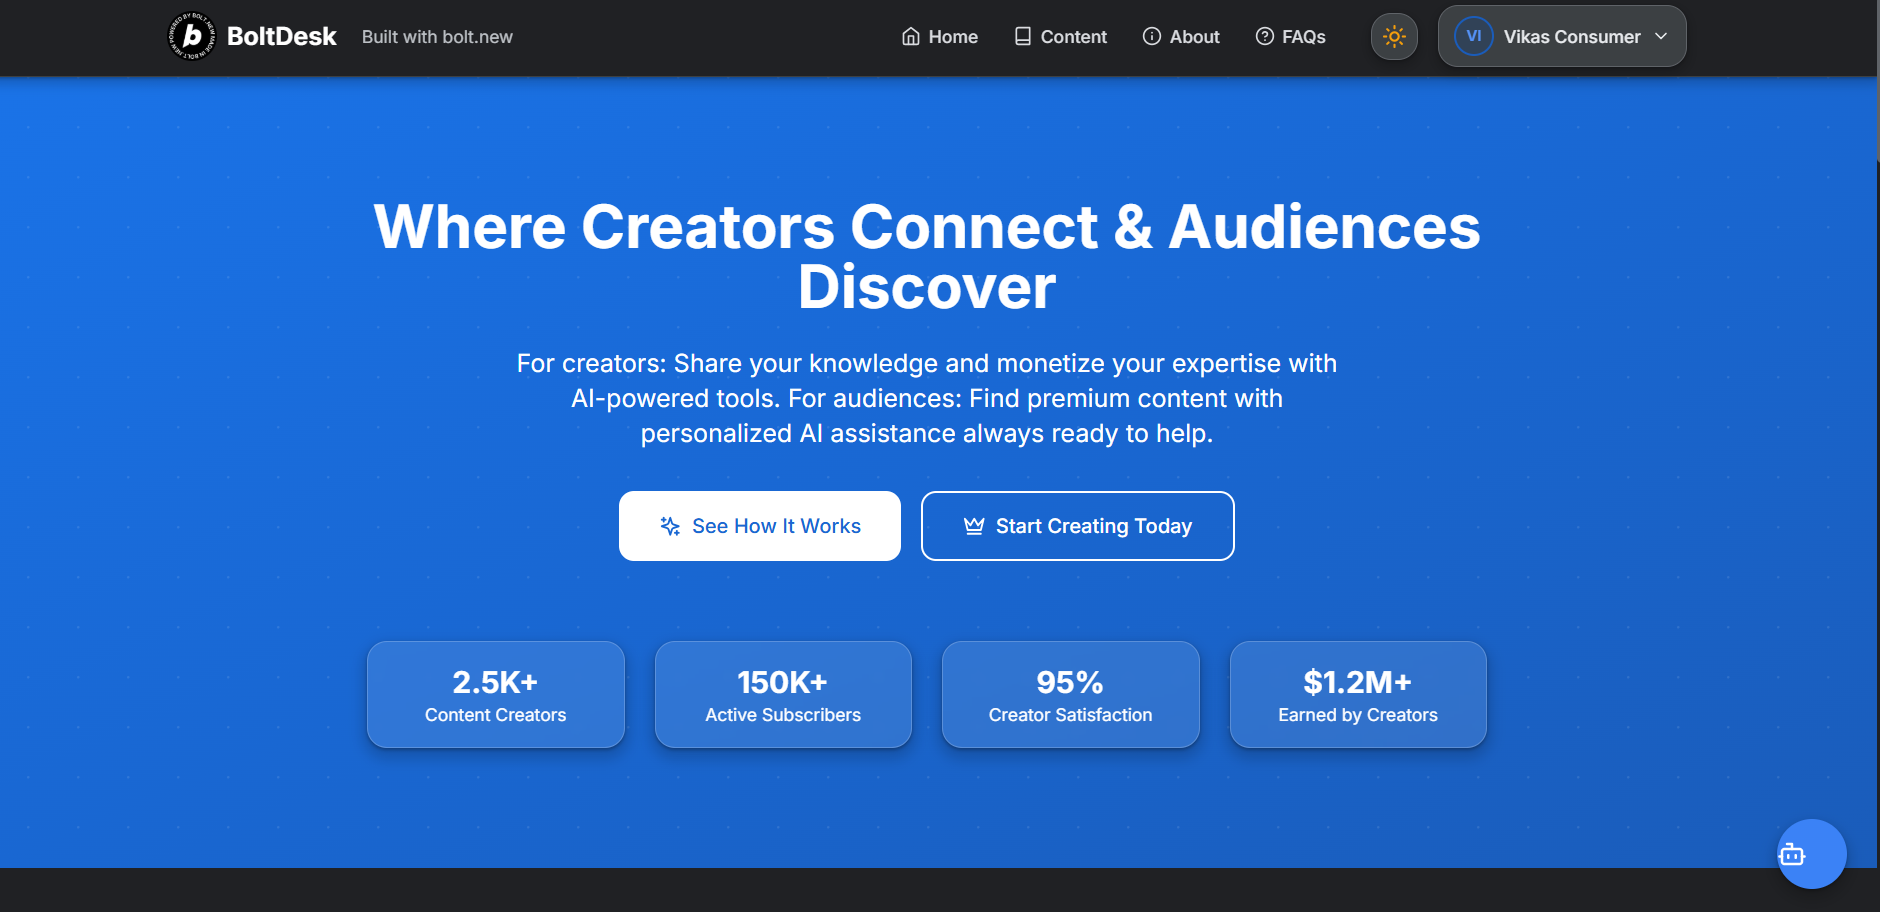 POWERED BY BOLT.NEW MADE IN BOLT.NEW
b
BoltDesk
Built with bolt.new
Home
Content
About
FAQs
VI
Vikas Consumer
Where Creators Connect & Audiences
Discover
For creators: Share your knowledge and monetize your expertise with
AI-powered tools. For audiences: Find premium content with
personalized AI assistance always ready to help.
See How It Works
Start Creating Today
2.5K+
Content Creators
150K+
Active Subscribers
95%
Creator Satisfaction
$1.2M+
Earned by Creators